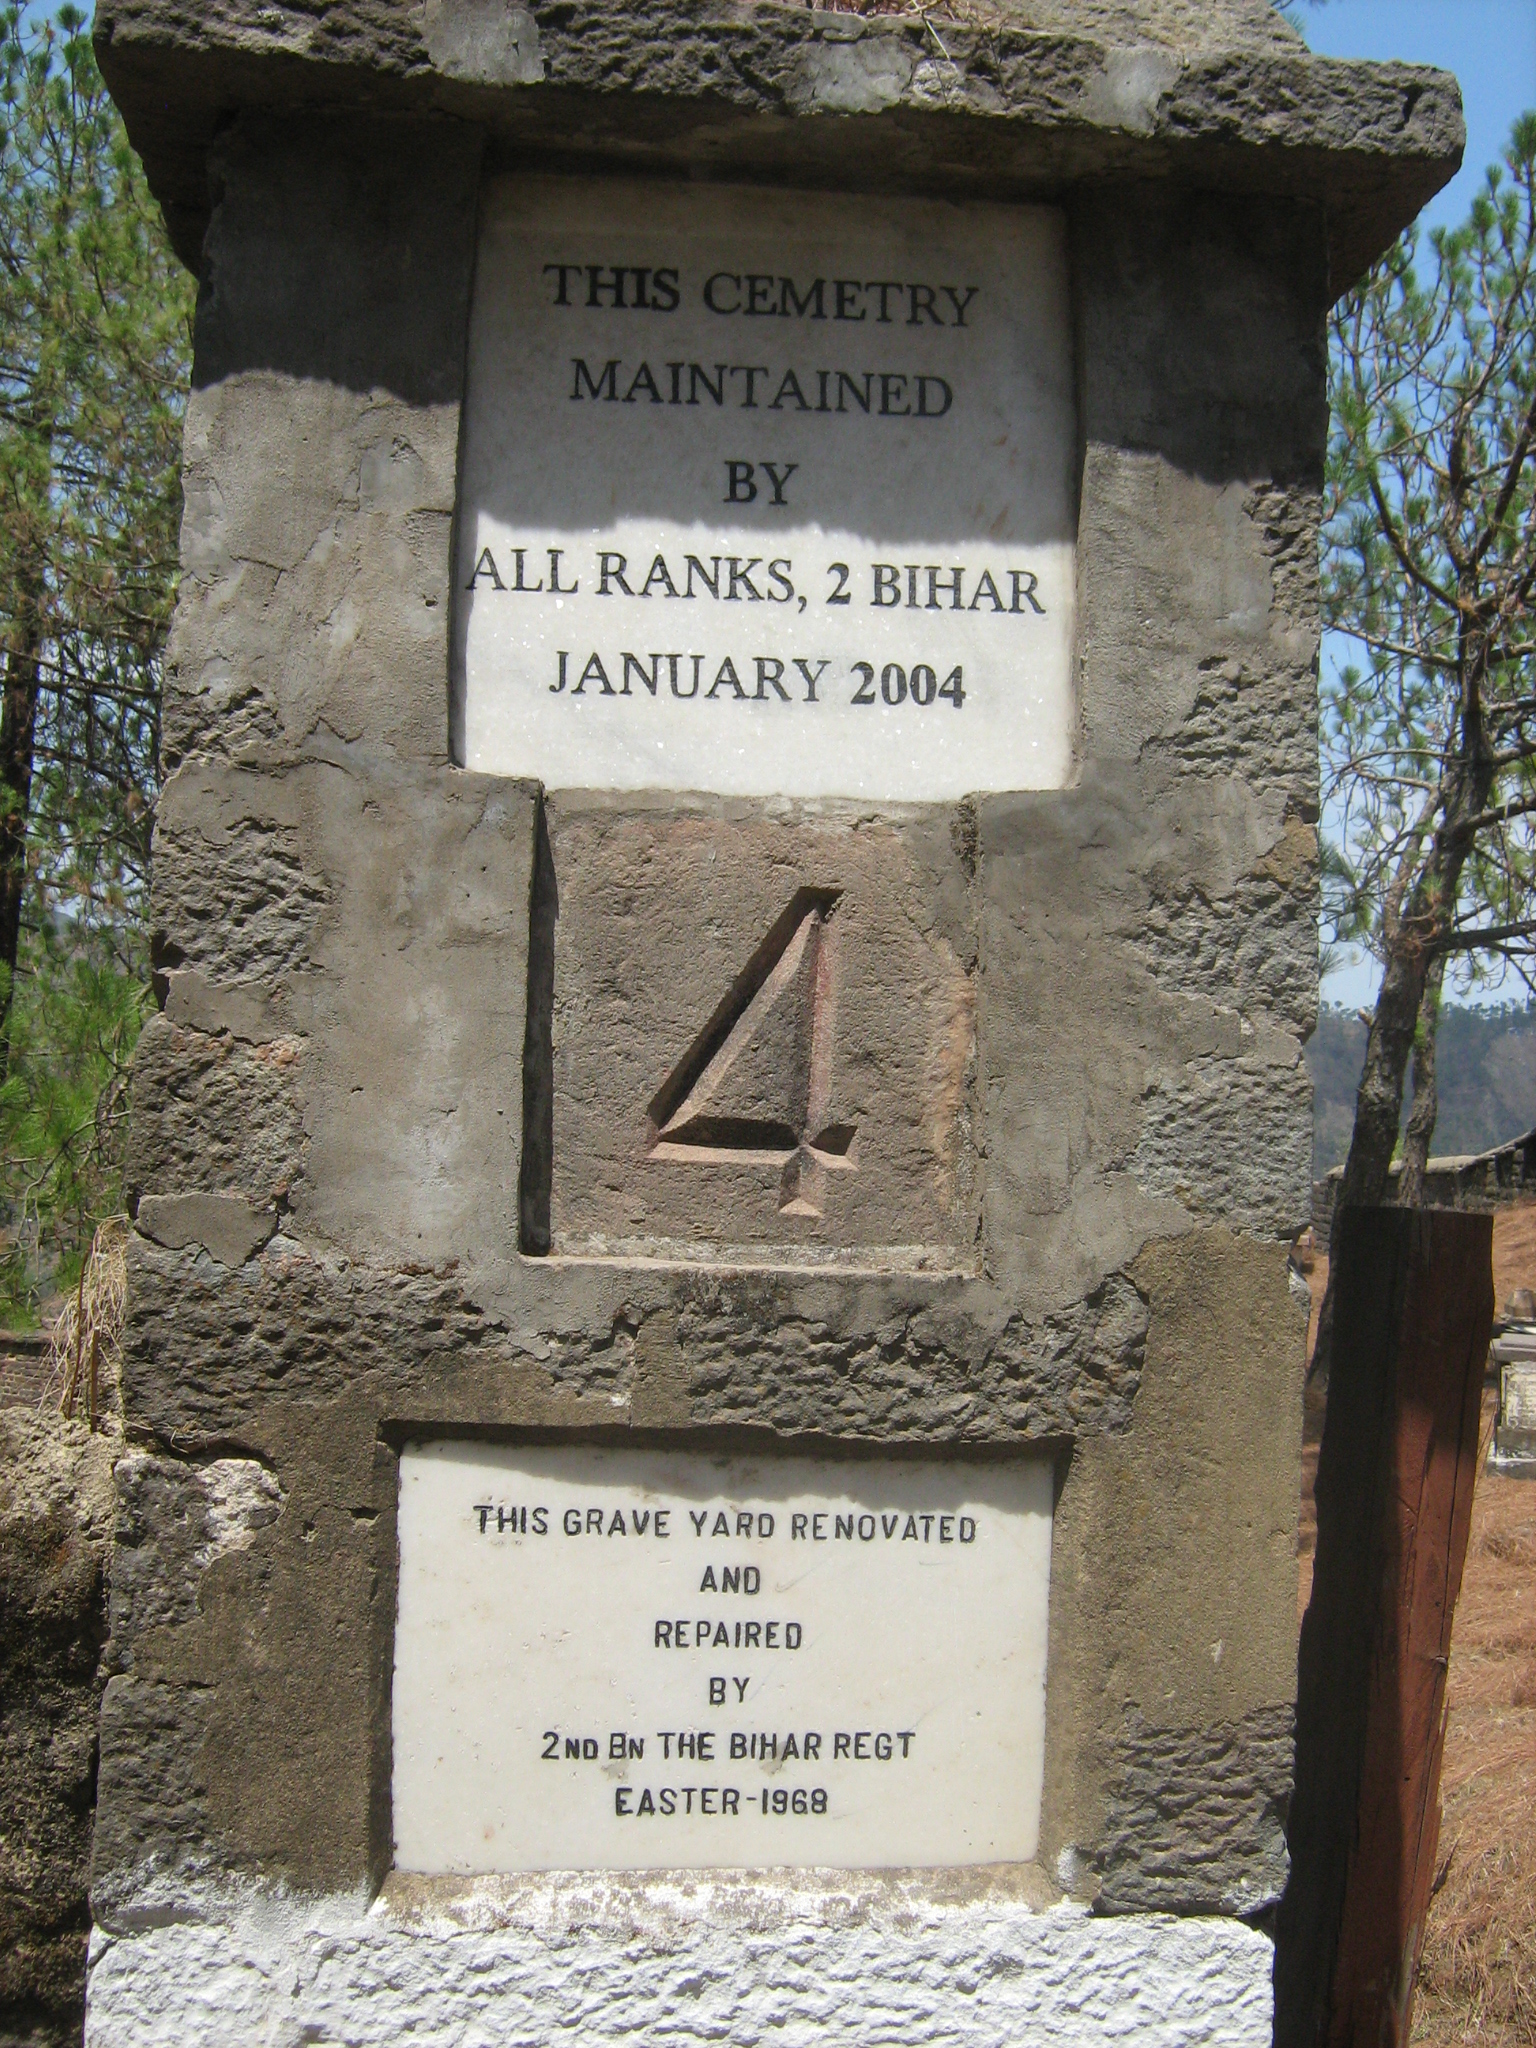 THIS CEMETRY
MAINTAINED
BY
ALL RANKS, 2 BIHAR
JANUARY 2004
4
THIS GRAVE YARD RENOVATED
AND
REPAIRED
BY
2ND BN THE BIHAR REGT
EASTER-1968